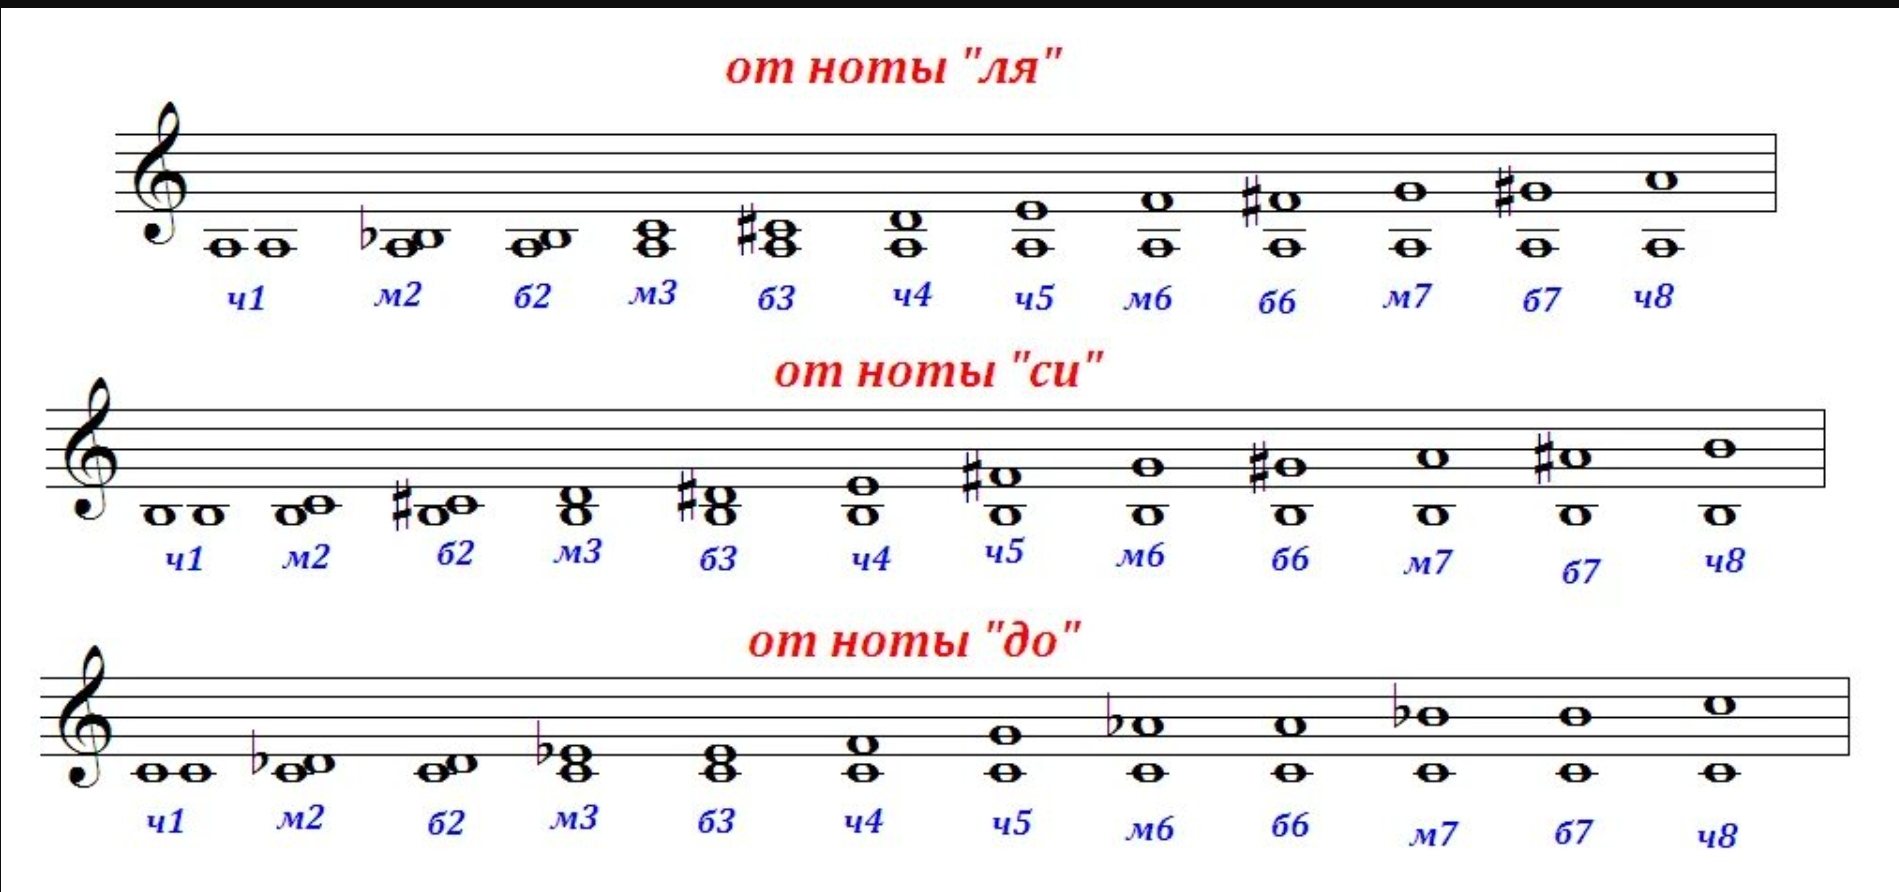 от ноты "ля"
ч1 м2 б2 м3 б3 ч4 ч5 м6 б6 м7 б7 ч8
от ноты "си"
ч1 м2 б2 м3 б3 ч4 ч5 м6 б6 м7 б7 ч8
от ноты "до"
ч1 м2 б2 м3 б3 ч4 ч5 м6 б6 м7 б7 ч8